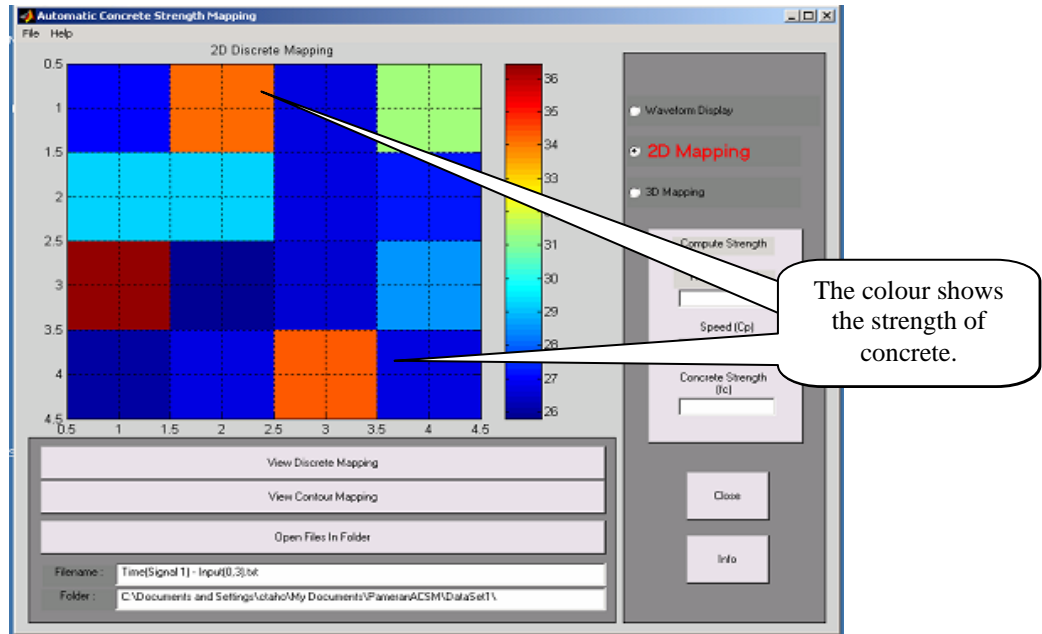 Automatic Concrete Strength Mapping
File Help
2D Discrete Mapping
0.5
1
1.5
2
2.5
3
3.5
4
4.5
0.5 1 1.5 2 2.5 3 3.5 4 4.5
36
35
34
33
31
30
29
28
27
26
Waveform Display
2D Mapping
3D Mapping
Compute Strength
Speed (Cp)
Concrete Strength
(fc)
The colour shows
the strength of
concrete.
View Discrete Mapping
View Contour Mapping
Open Files In Folder
Filename : Time(Signal 1) - Input(0,3).txt
Folder : C:\Documents and Settings\ctaho\My Documents\PameranACSM\DataSet1\
Close
Info